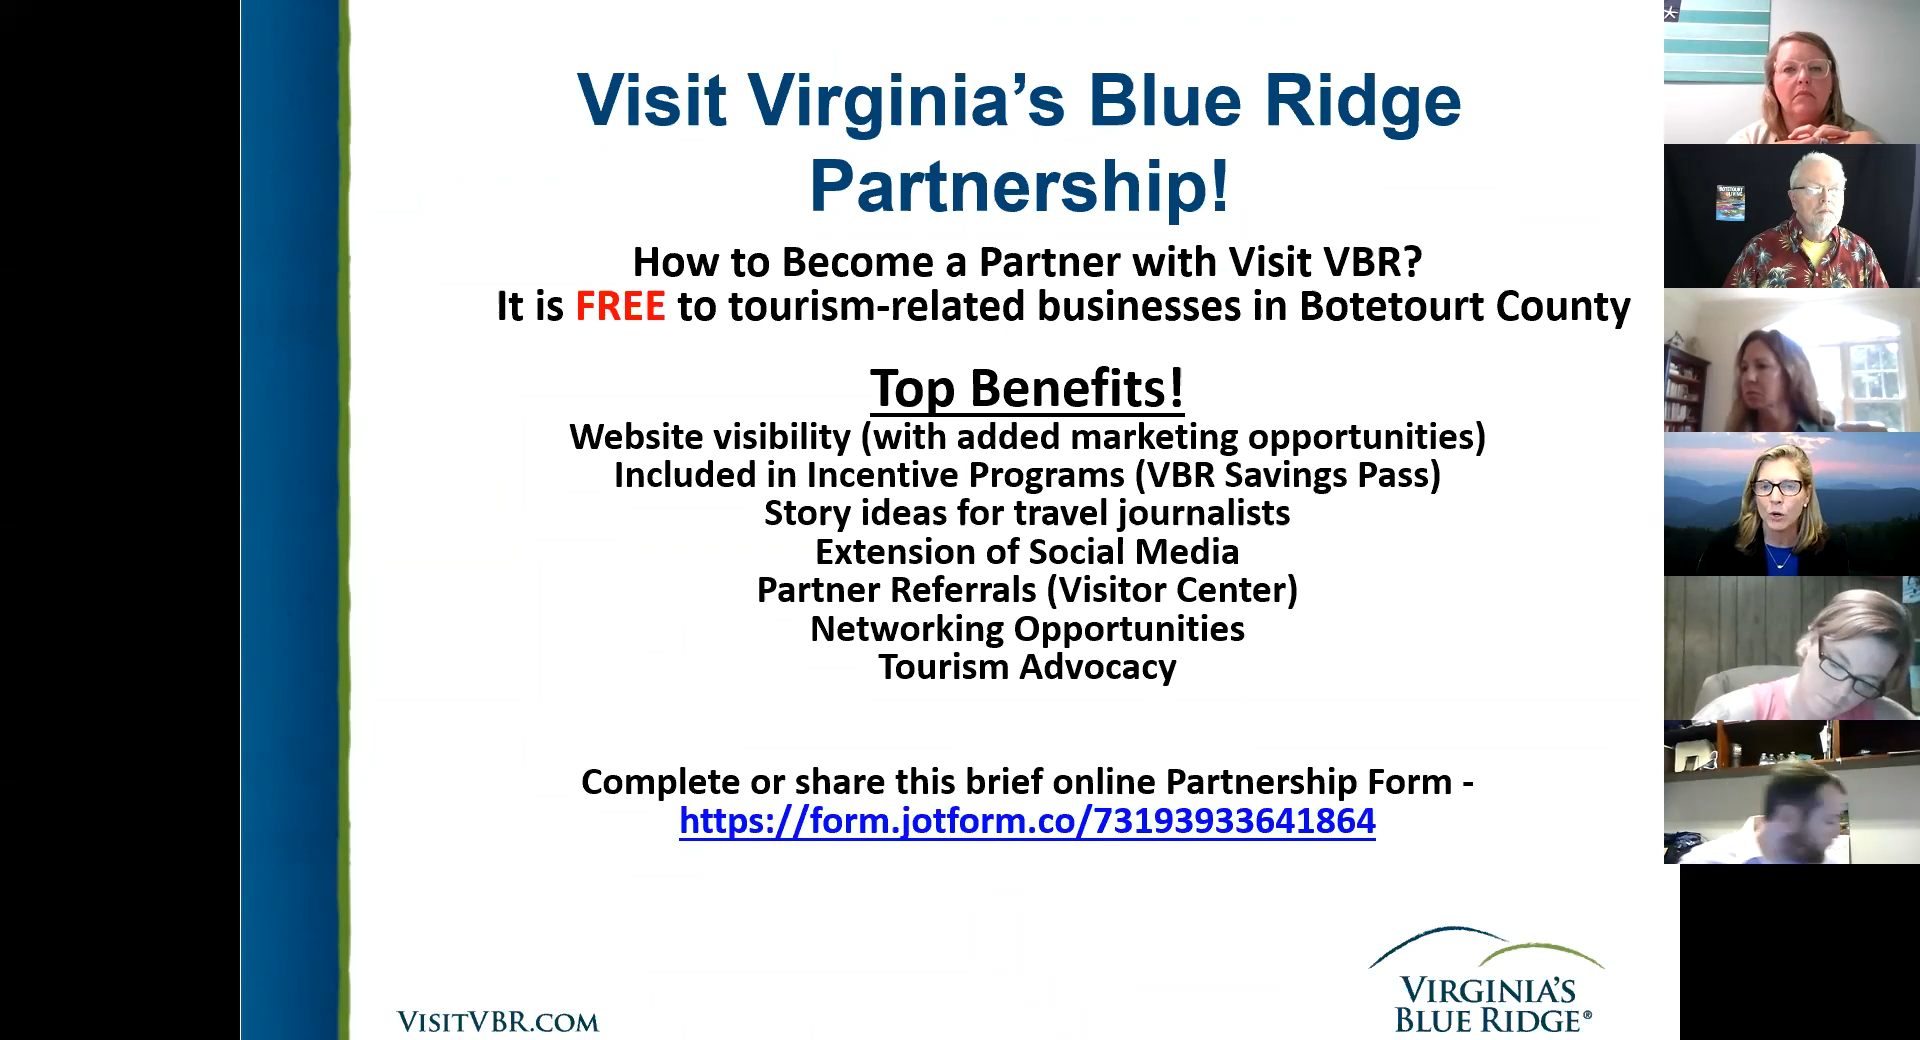 Visit Virginia’s Blue Ridge
Partnership!
How to Become a Partner with Visit VBR?
It is FREE to tourism-related businesses in Botetourt County
Top Benefits!
Website visibility (with added marketing opportunities)
Included in Incentive Programs (VBR Savings Pass)
Story ideas for travel journalists
Extension of Social Media
Partner Referrals (Visitor Center)
Networking Opportunities
Tourism Advocacy
Complete or share this brief online Partnership Form -
https://form.jotform.co/73193933641864
VISITVBR.COM
VIRGINIA’S
BLUE RIDGE®
BOTETOURT
LIVING